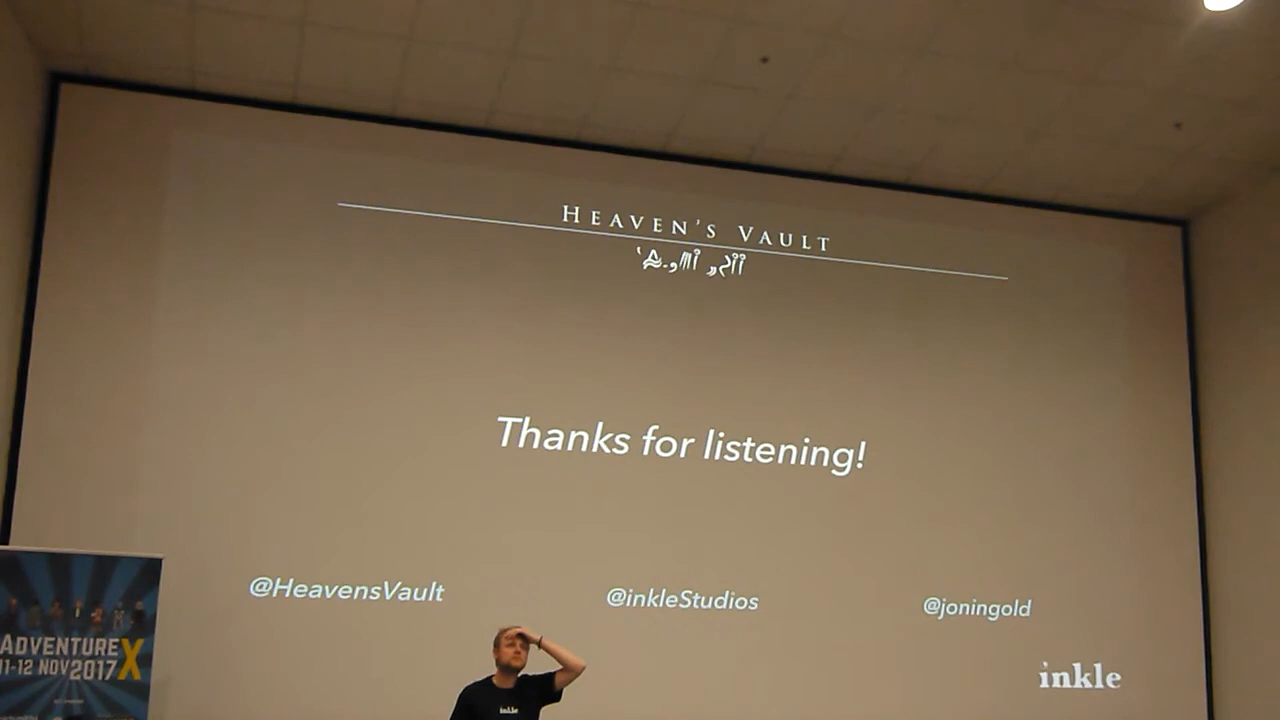 HEAVEN'S VAULT
Thanks for listening!
@HeavensVault
@inkleStudios
@joningold
inkle
inkle
ADVENTURE X
11-12 NOV 2017